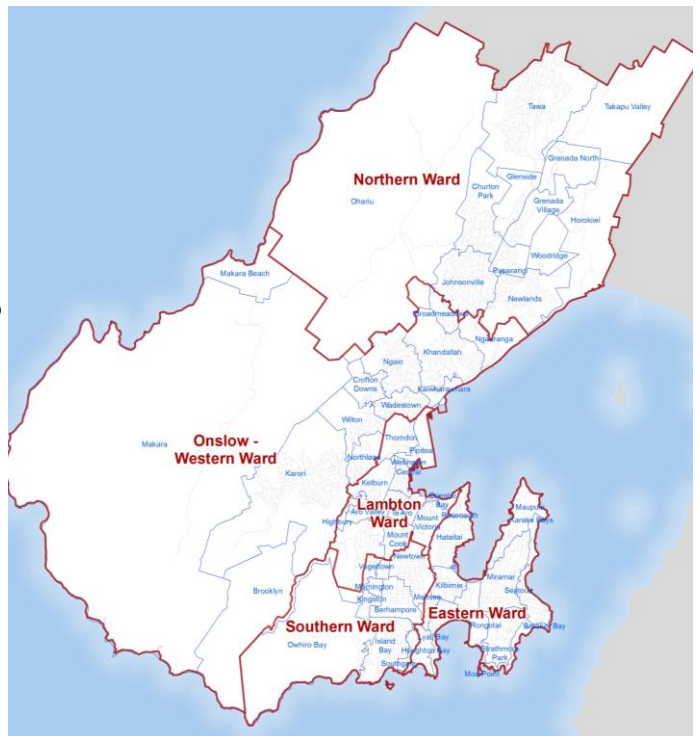 Tawa
Takapu Valley
Grenada North
Northern Ward
Glenside
Churton
Park
Ohariu
Grenada
Village
Horokiwi
Woodridge
Makara Beach
Paparangi
Johnsonville
Newlands
Broadmeadows
Ngauranga
Khandallah
Ngaio
Crofton
Downs
Kaiwharawhara
Wadestown
Wilton
Thorndon
Makara
Onslow -
Western Ward
Pipitea
Northland
Wellington
Central
Karori
Kelburn
Lambton
Ward
Oriental
Bay
Roseneath
Maupuia
Karaka Bays
Aro Valley
Te Aro
Mount
Victoria
Highbury
Hataitai
Mount
Cook
Newtown
Vogeltown
Miramar
Brooklyn
Mornington
Kilbirnie
Seatoun
Kingston
Melrose
Berhampore
Eastern Ward
Southern Ward
Rongotai
Breaker Bay
Owhiro Bay
Island
Bay
Lyall Bay
Houghton Bay
Strathmore
Park
Southgate
Moa Point